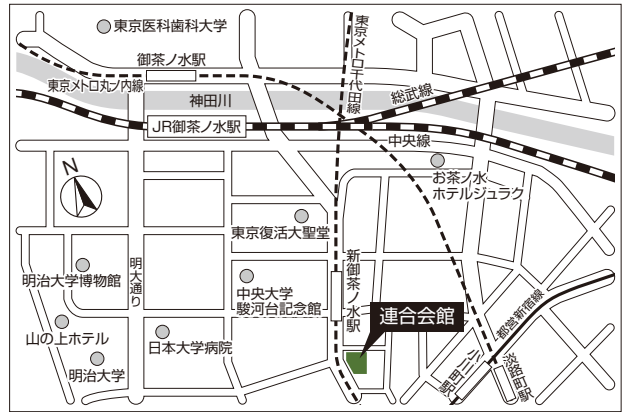 東京医科歯科大学
御茶ノ水駅
東京メトロ丸ノ内線
東京メトロ千代田線
神田川
総武線
JR御茶ノ水駅
中央線
お茶ノ水
ホテルジュラク
N
東京復活大聖堂
明大通り
新御茶ノ水駅
明治大学博物館
中央大学
駿河台記念館
連合会館
都営新宿線
山の上ホテル
日本大学病院
明治大学
小川町駅
淡路町駅